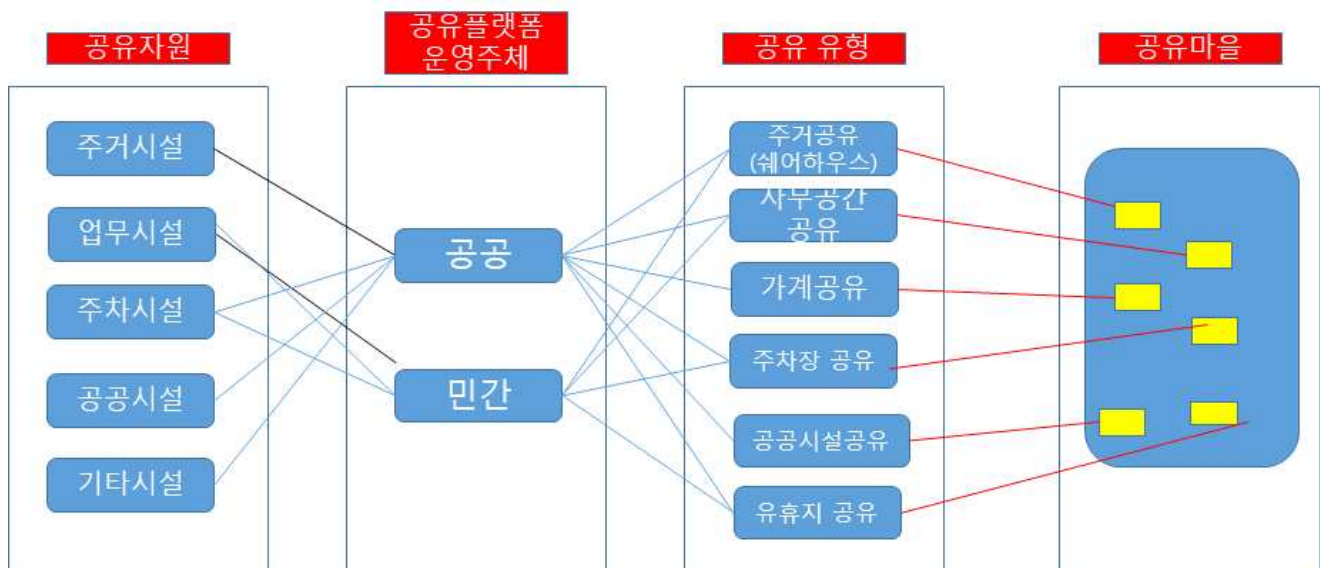 공유자원
공유플랫폼
운영주체
공유 유형
공유마을
주거시설
업무시설
주차시설
공공시설
기타시설
공공
민간
주거공유
(쉐어하우스)
사무공간
공유
가계공유
주차장 공유
공공시설공유
유휴지 공유